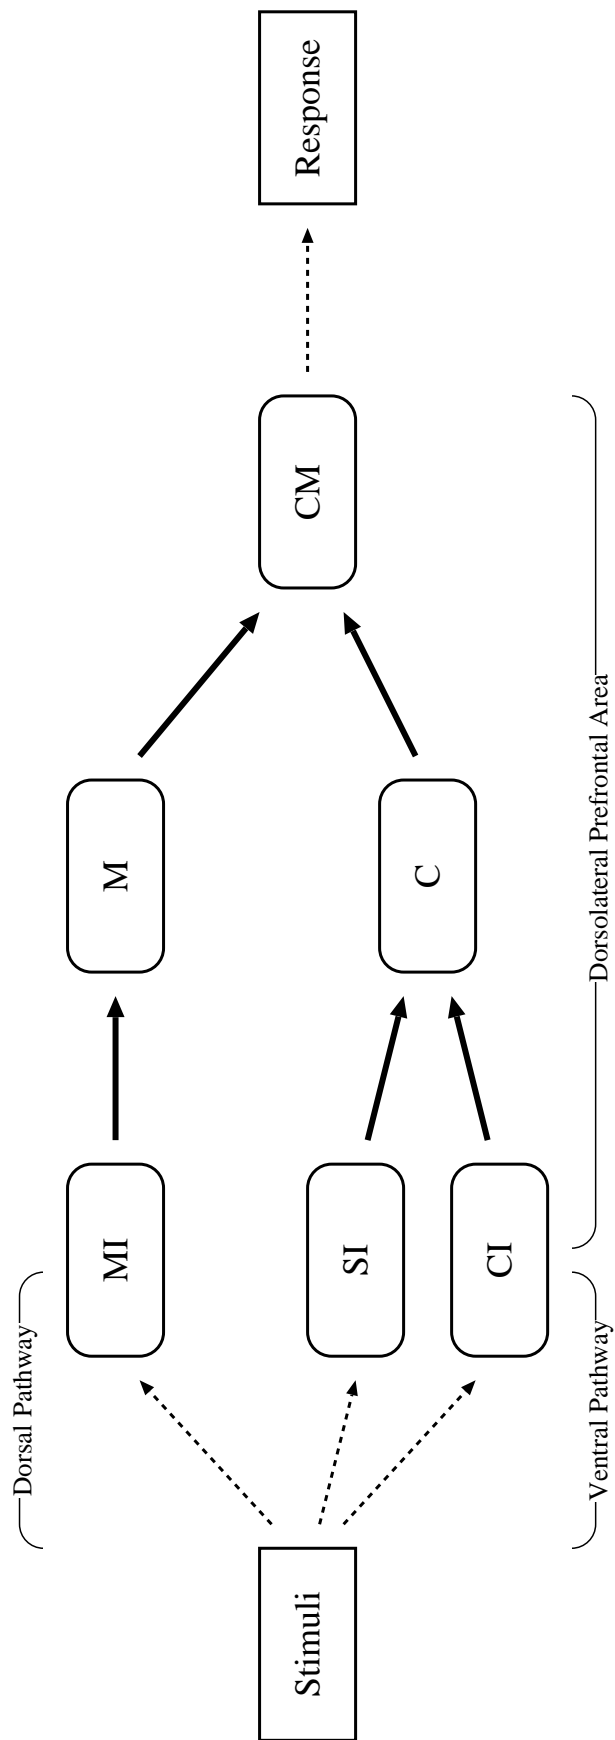 Dorsal Pathway
Stimuli
MI
M
SI
CI
C
CM
Response
Ventral Pathway
Dorsolateral Prefrontal Area